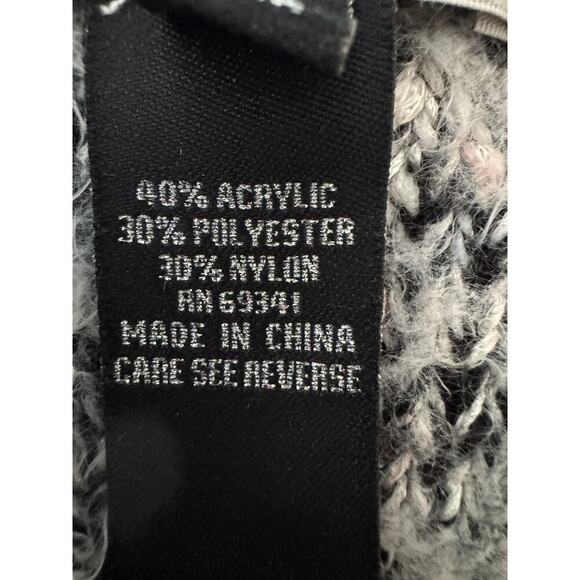 40% ACRYLIC
30% POLYESTER
30% NYLON
RN 69341
MADE IN CHINA
CARE SEE REVERSE